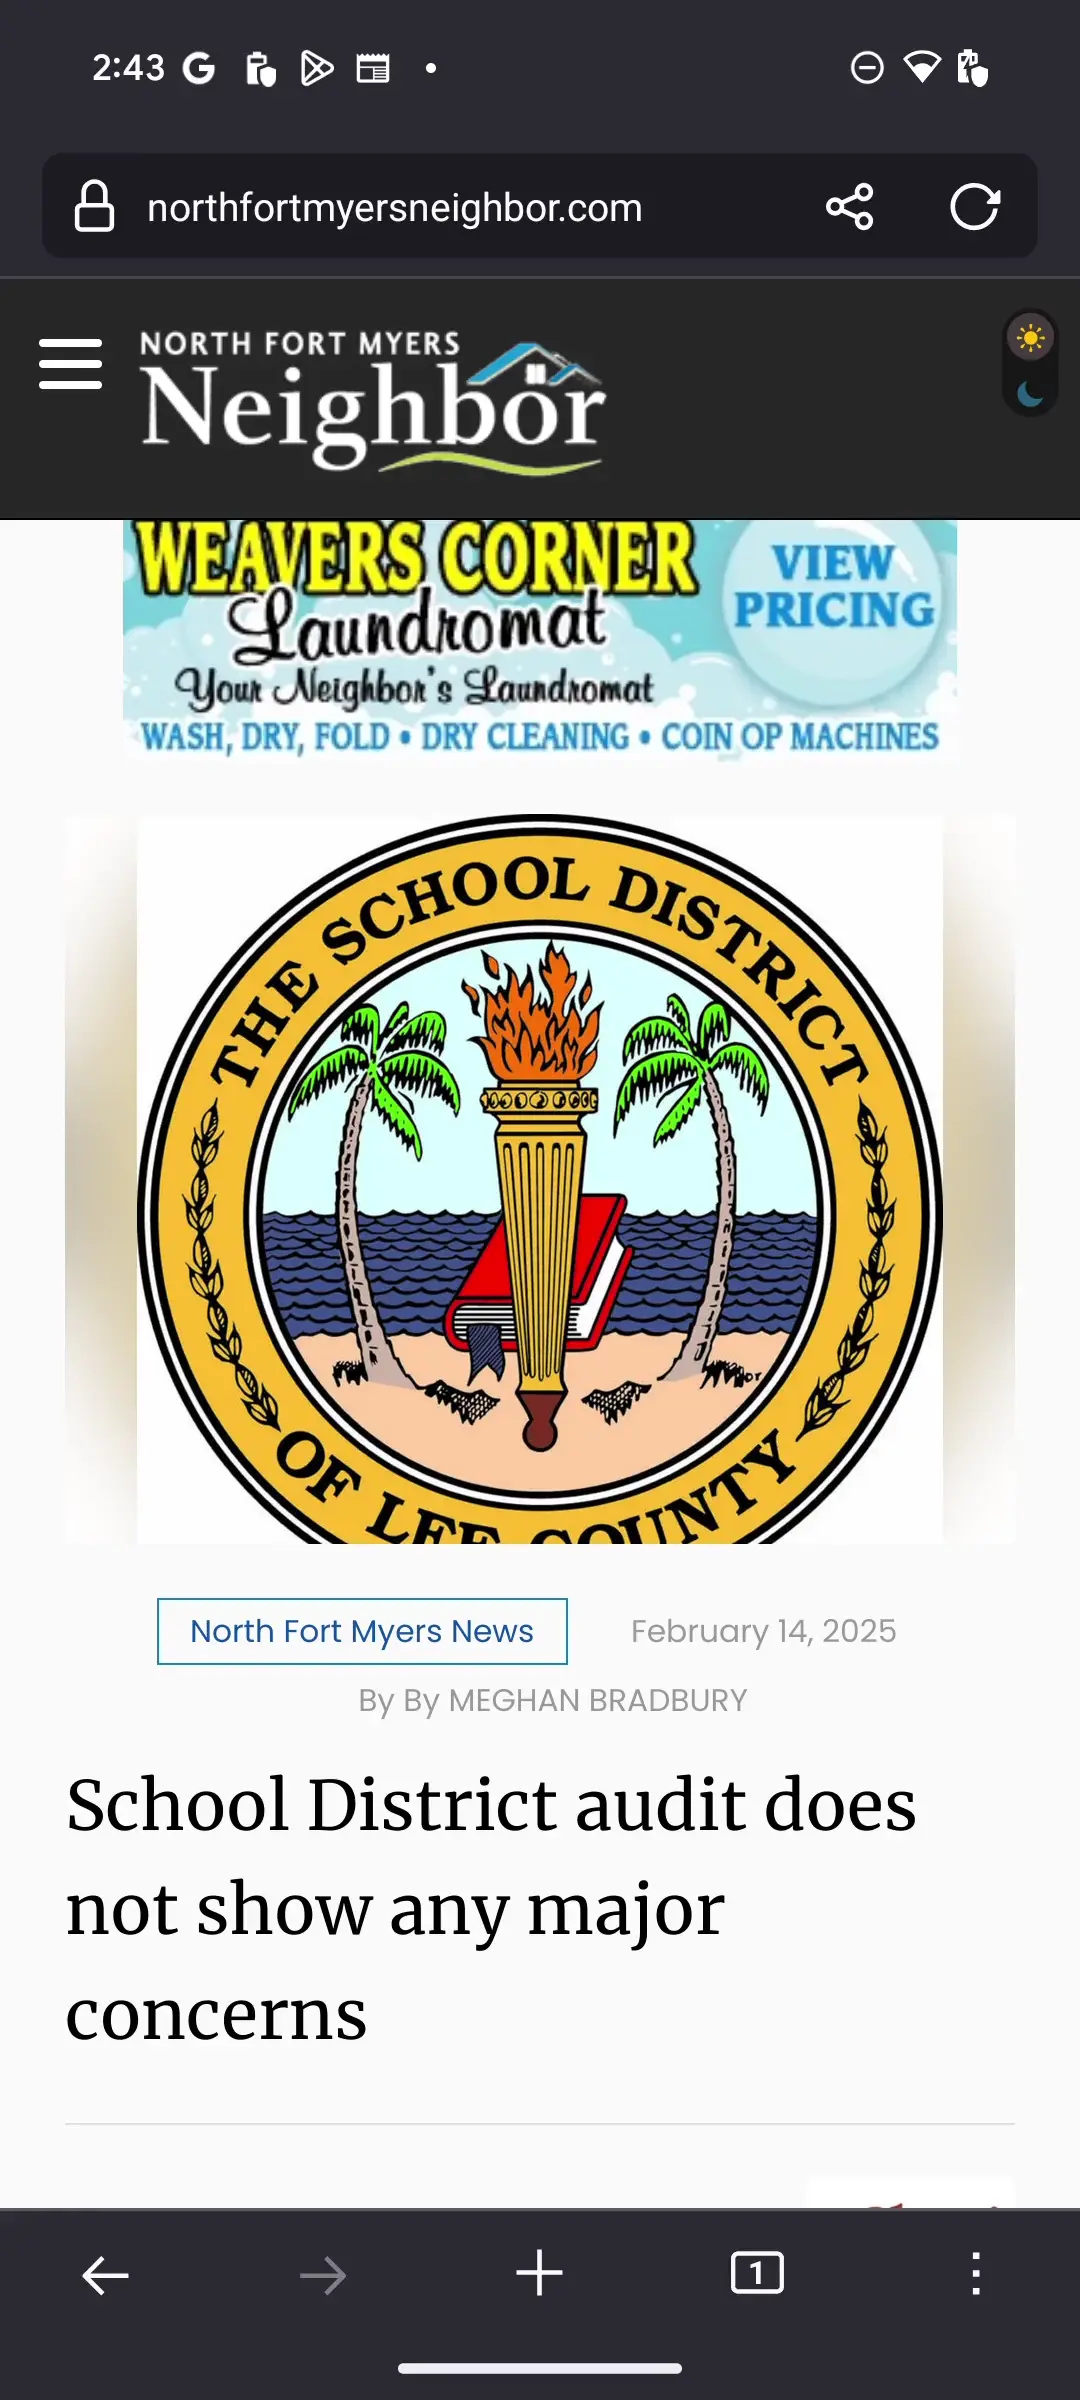 2:43
northfortmyersneighbor.com
NORTH FORT MYERS
Neighbor
WEAVERS CORNER
Laundromat
Your Neighbor's Laundromat
VIEW
PRICING
WASH, DRY, FOLD • DRY CLEANING • COIN OP MACHINES
THE SCHOOL DISTRICT
OF LEE COUNTY
North Fort Myers News
February 14, 2025
By By MEGHAN BRADBURY
School District audit does
not show any major
concerns
1